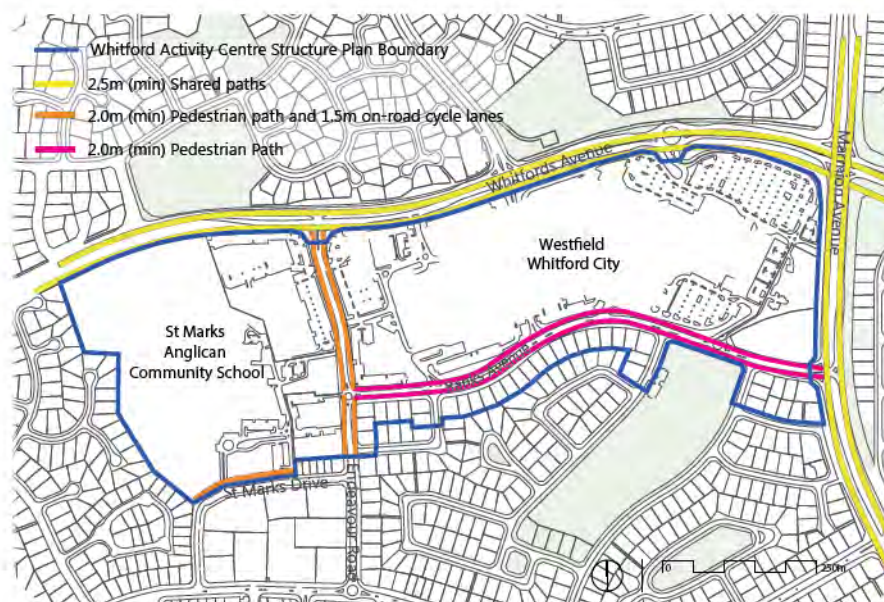 Whitford Activity Centre Structure Plan Boundary
2.5m (min) Shared paths
2.0m (min) Pedestrian path and 1.5m on-road cycle lanes
2.0m (min) Pedestrian Path
Whitfords Avenue
Marmion Avenue
Westfield
Whitford City
St Marks
Anglican
Community School
Banks Avenue
St Marks Drive
Endeavour Road
0
250m